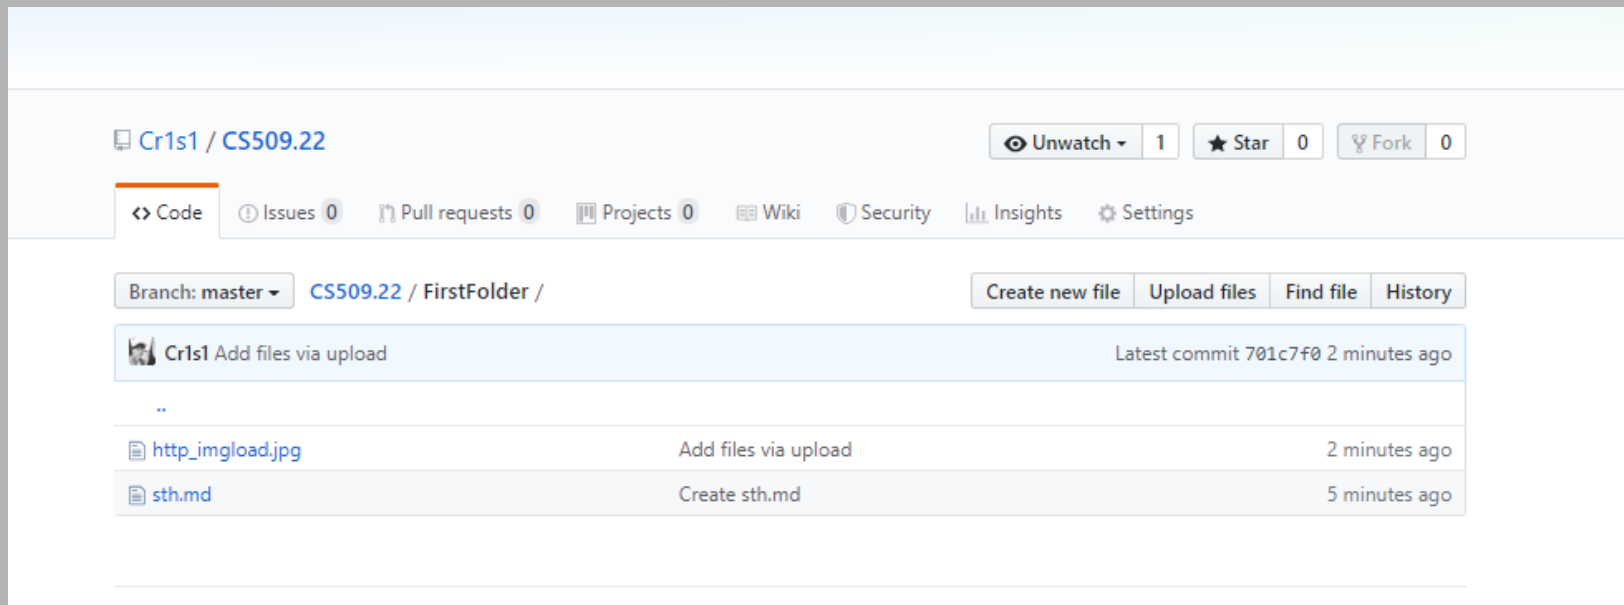 Cr1s1 / CS509.22
Unwatch 1 Star 0 Fork 0
Code Issues 0 Pull requests 0 Projects 0 Wiki Security Insights Settings
Branch: master CS509.22 / FirstFolder / Create new file Upload files Find file History
Cr1s1 Add files via upload Latest commit 701c7f0 2 minutes ago
..
http_imgload.jpg Add files via upload 2 minutes ago
sth.md Create sth.md 5 minutes ago